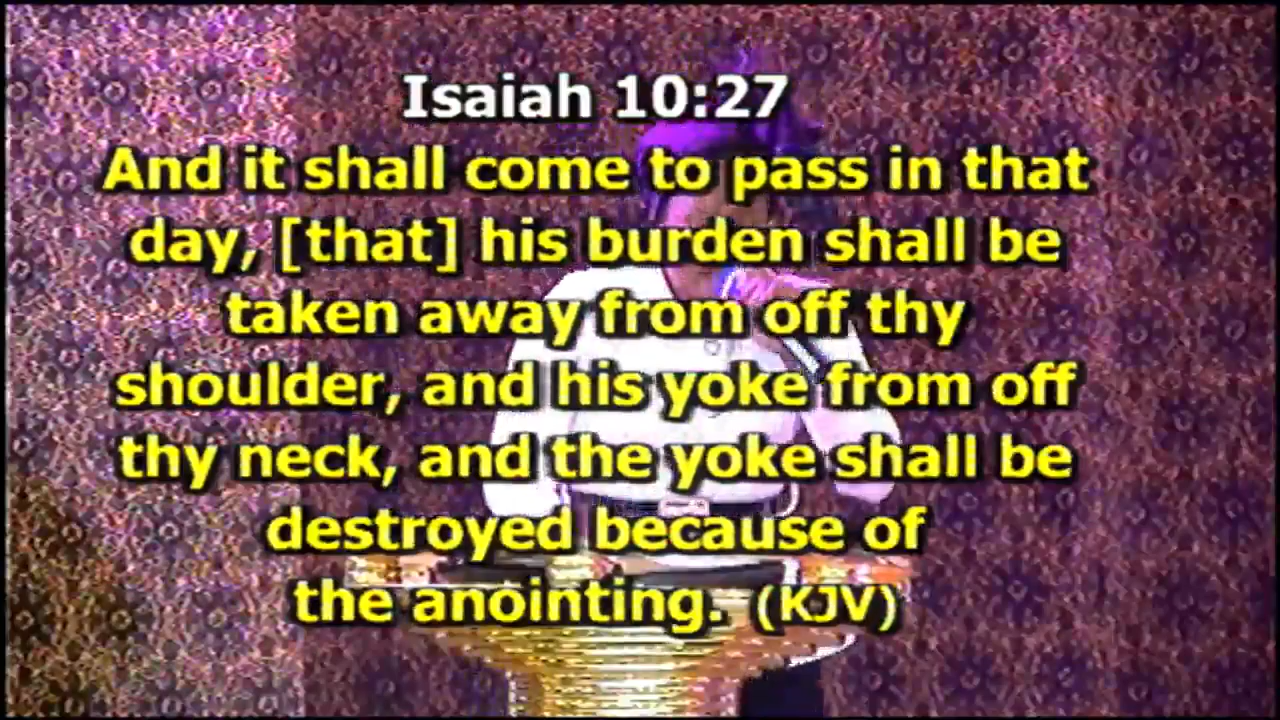 Isaiah 10:27
And it shall come to pass in that
day, [that] his burden shall be
taken away from off thy
shoulder, and his yoke from off
thy neck, and the yoke shall be
destroyed because of
the anointing. (KJV)